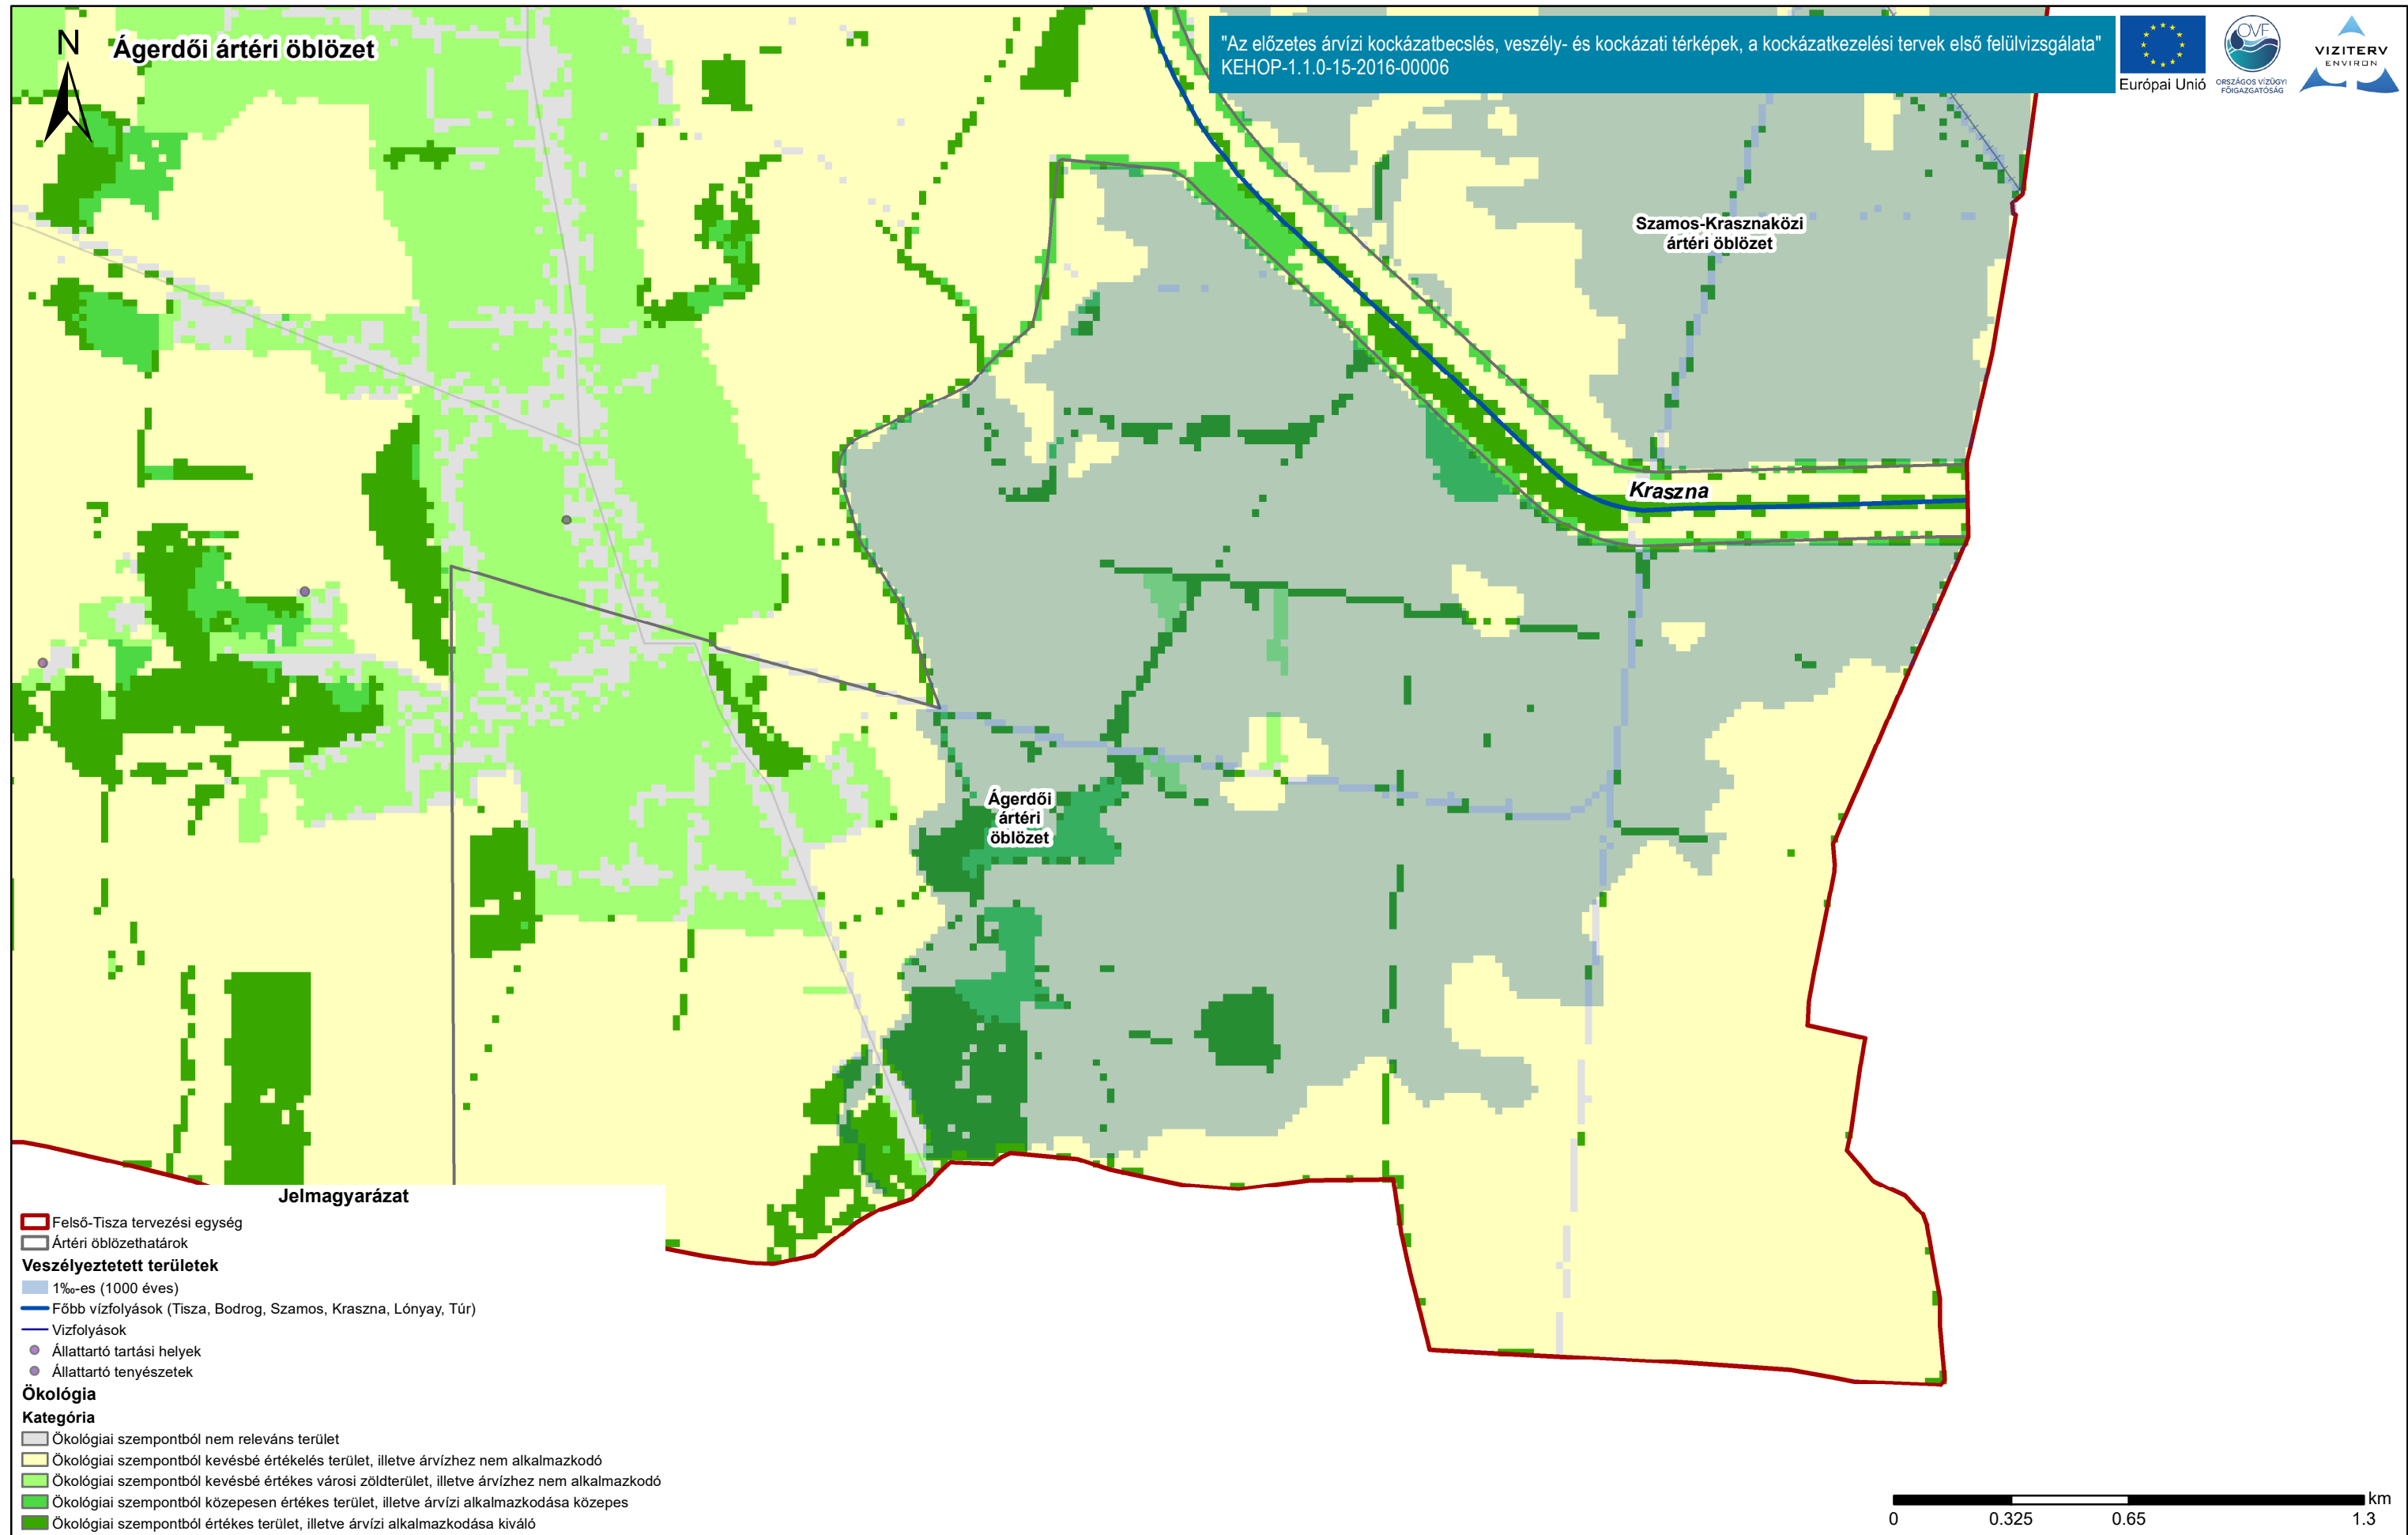 N
Ágerdői ártéri öblözet
"Az előzetes árvízi kockázatbecslés, veszély- és kockázati térképek, a kockázatkezelési tervek első felülvizsgálata"
KEHOP-1.1.0-15-2016-00006
Európai Unió
OVF
ORSZÁGOS VÍZÜGYI
FŐIGAZGATÓSÁG
VIZITERV
ENVIRON
Szamos-Krasznaközi
ártéri öblözet
Kraszna
Ágerdői
ártéri
öblözet
Jelmagyarázat
Felső-Tisza tervezési egység
Ártéri öblözethatárok
Veszélyeztetett területek
1‰-es (1000 éves)
Főbb vízfolyások (Tisza, Bodrog, Szamos, Kraszna, Lónyay, Túr)
Vizfolyások
Állattartó tartási helyek
Állattartó tenyészetek
Ökológia
Kategória
Ökológiai szempontból nem releváns terület
Ökológiai szempontból kevésbé értékelés terület, illetve árvízhez nem alkalmazkodó
Ökológiai szempontból kevésbé értékes városi zöldterület, illetve árvízhez nem alkalmazkodó
Ökológiai szempontból közepesen értékes terület, illetve árvízi alkalmazkodása közepes
Ökológiai szempontból értékes terület, illetve árvízi alkalmazkodása kiváló
km
0 0.325 0.65 1.3